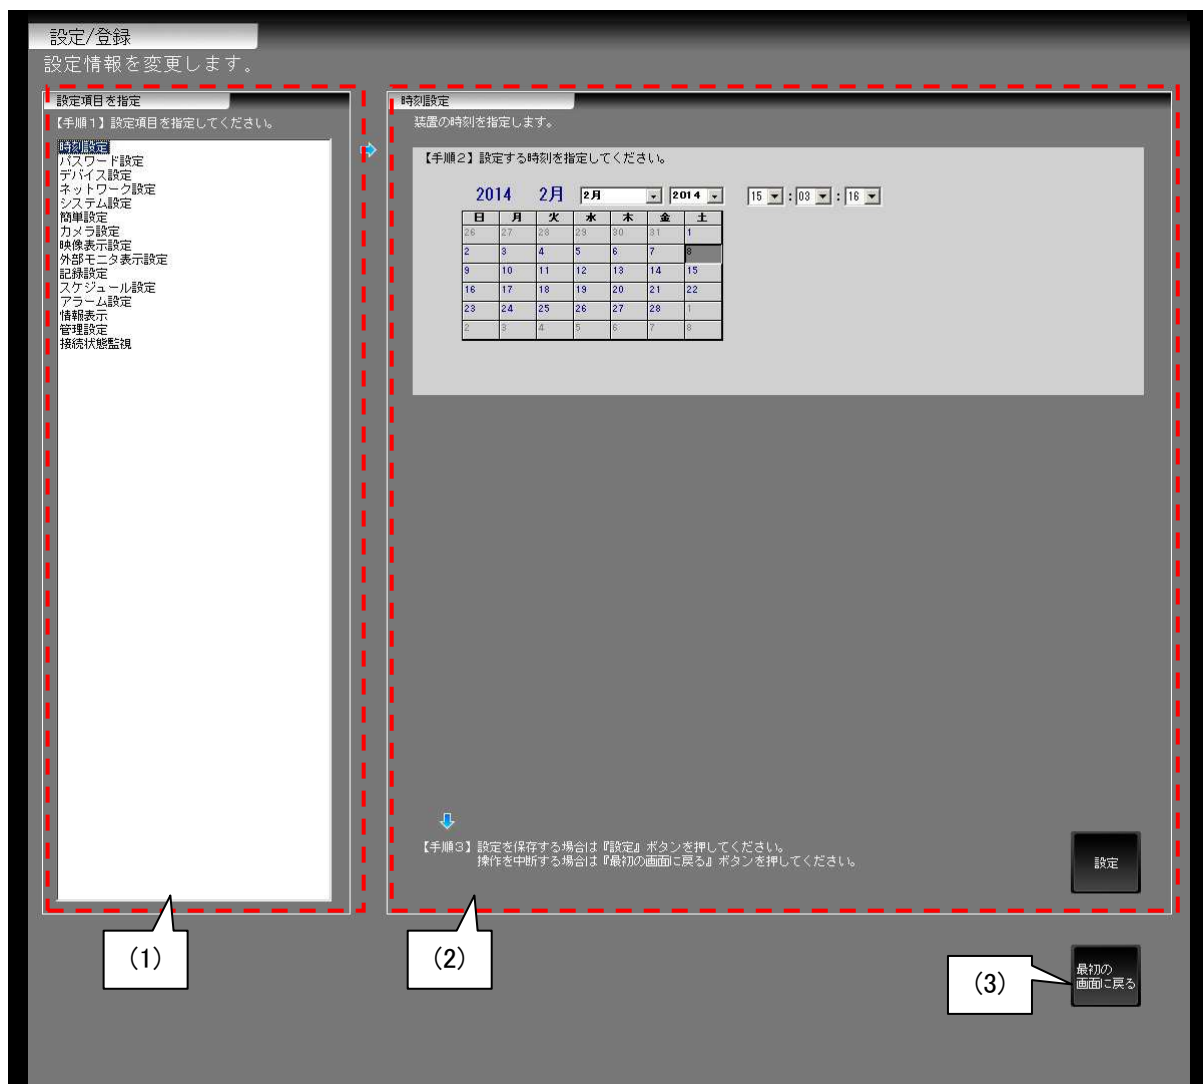 設定/登録
設定情報を変更します。
設定項目を指定
【手順1】設定項目を指定してください。
時刻設定
パスワード設定
デバイス設定
ネットワーク設定
システム設定
簡単設定
カメラ設定
映像表示設定
外部モニタ表示設定
記録設定
スケジュール設定
アラーム設定
情報表示
管理設定
接続状態監視
時刻設定
装置の時刻を指定します。
【手順2】設定する時刻を指定してください。
2014 2月 2月 2014 15 : 03 : 16
日 月 火 水 木 金 土
26 27 28 29 30 31 1
2 3 4 5 6 7 8
9 10 11 12 13 14 15
16 17 18 19 20 21 22
23 24 25 26 27 28 1
2 3 4 5 6 7 8
【手順3】設定を保存する場合は『設定』ボタンを押してください。
操作を中断する場合は『最初の画面に戻る』ボタンを押してください。
設定
(1)
(2)
(3)
最初の
画面に戻る